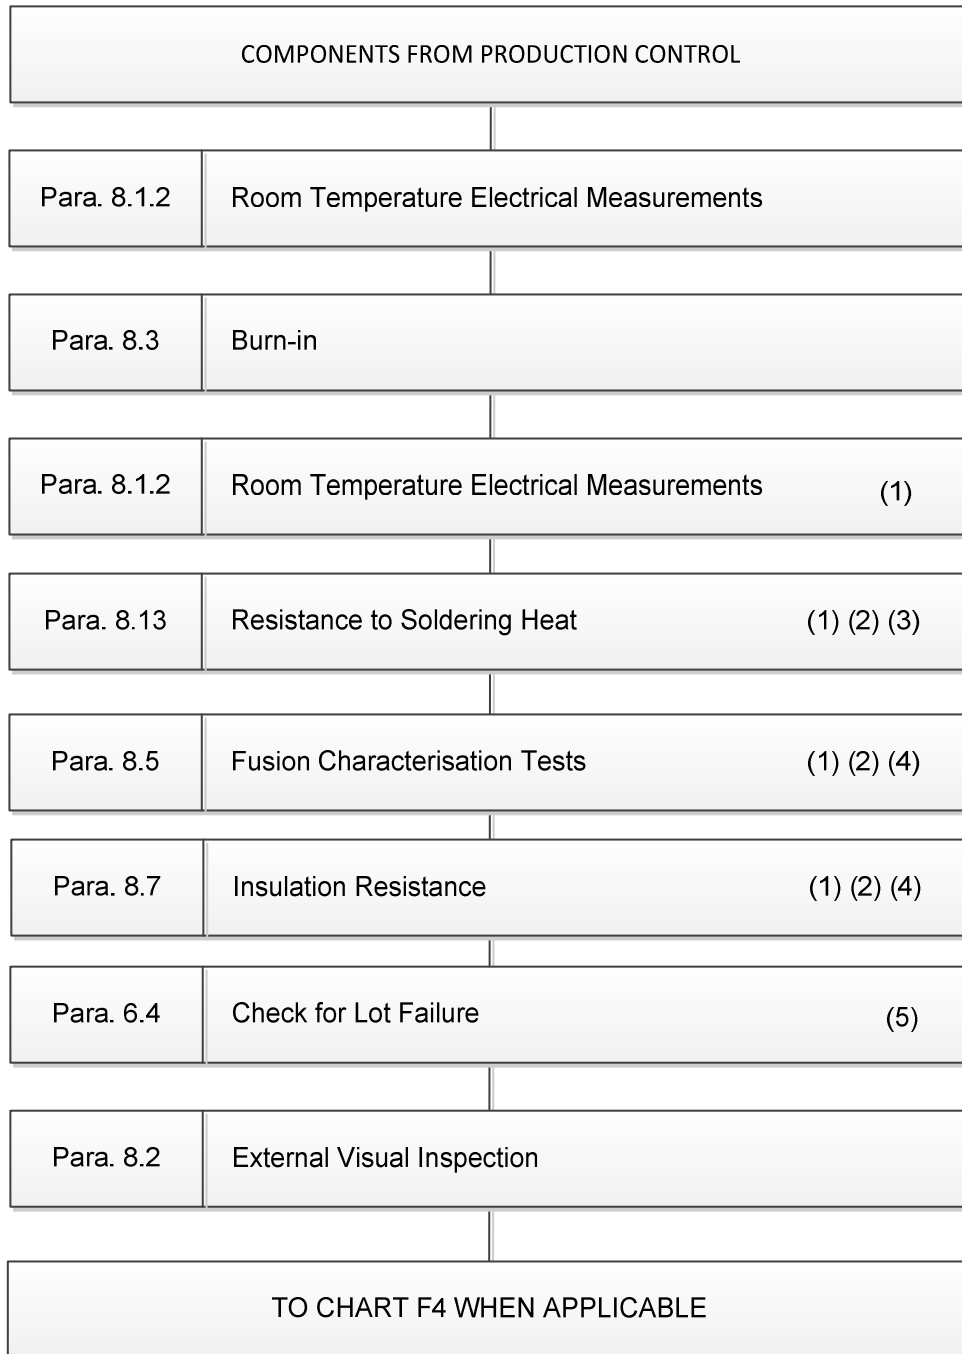 COMPONENTS FROM PRODUCTION CONTROL
Para. 8.1.2 Room Temperature Electrical Measurements
Para. 8.3 Burn-in
Para. 8.1.2 Room Temperature Electrical Measurements (1)
Para. 8.13 Resistance to Soldering Heat (1) (2) (3)
Para. 8.5 Fusion Characterisation Tests (1) (2) (4)
Para. 8.7 Insulation Resistance (1) (2) (4)
Para. 6.4 Check for Lot Failure (5)
Para. 8.2 External Visual Inspection
TO CHART F4 WHEN APPLICABLE